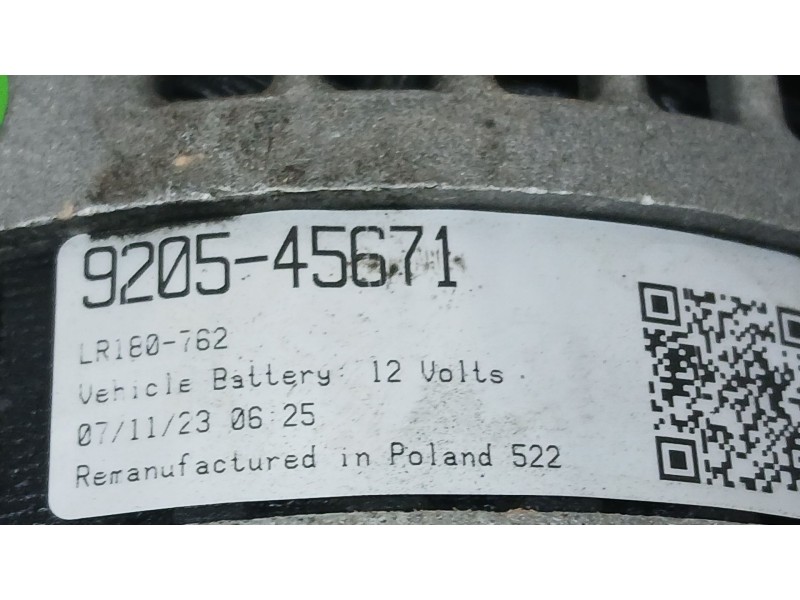 9205-45671
LR180-762
Vehicle Battery: 12 Volts
07/11/23 06:25
Remanufactured in Poland 522